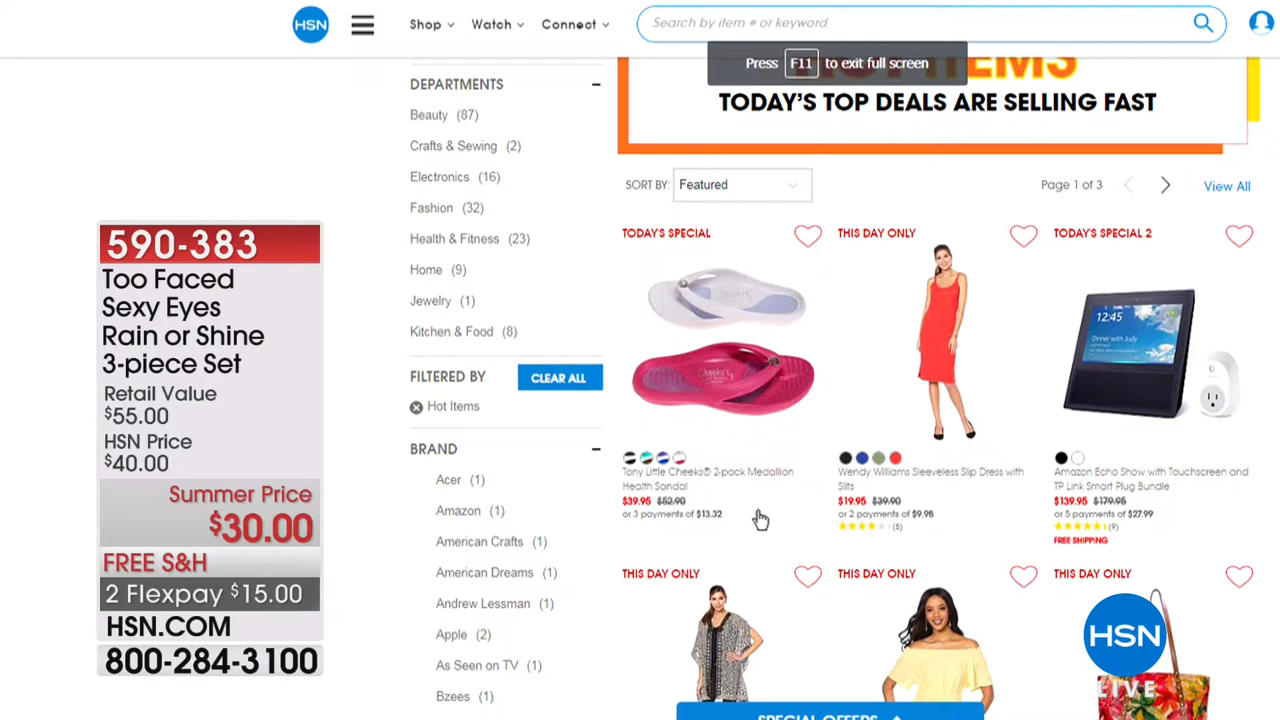 HSN
Shop
Watch
Connect
Search by item # or keyword
Press F11 to exit full screen
TODAY'S TOP DEALS ARE SELLING FAST
DEPARTMENTS
Beauty (87)
Crafts & Sewing (2)
Electronics (16)
Fashion (32)
Health & Fitness (23)
Home (9)
Jewelry (1)
Kitchen & Food (8)
FILTERED BY
CLEAR ALL
Hot Items
BRAND
Acer (1)
Amazon (1)
American Crafts (1)
American Dreams (1)
Andrew Lessman (1)
Apple (2)
As Seen on TV (1)
Bzees (1)
SORT BY: Featured
Page 1 of 3
View All
TODAY'S SPECIAL
Cheeks
Tony Little Cheeks® 2-pack Medallion
Health Sandal
$39.95 $52.90
or 3 payments of $13.32
THIS DAY ONLY
Wendy Williams Sleeveless Slip Dress with
Slits
$19.95 $39.90
or 2 payments of $9.98
(5)
TODAY'S SPECIAL 2
12:45
Dinner with Judy
Amazon Echo Show with Touchscreen and
TP Link Smart Plug Bundle
$139.95 $179.95
or 5 payments of $27.99
(9)
FREE SHIPPING
THIS DAY ONLY
THIS DAY ONLY
THIS DAY ONLY
SPECIAL OFFERS
590-383
Too Faced
Sexy Eyes
Rain or Shine
3-piece Set
Retail Value
$55.00
HSN Price
$40.00
Summer Price
$30.00
FREE S&H
2 Flexpay $15.00
HSN.COM
800-284-3100
HSN
LIVE